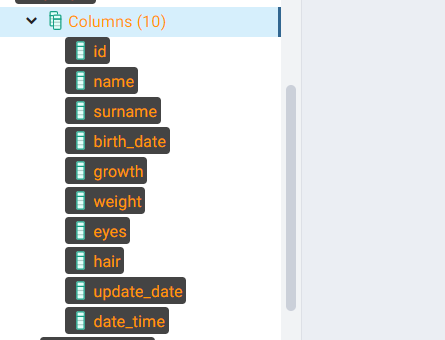 Columns (10)
id
name
surname
birth_date
growth
weight
eyes
hair
update_date
date_time